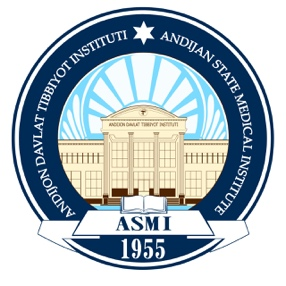 ANDIJON DAVLAT TIBBIYOT INSTITUTI
ANDIJAN STATE MEDICAL INSTITUTE
ANDIJON DAVLAT TIBBIYOT INSTITUTI
ASMI
1955